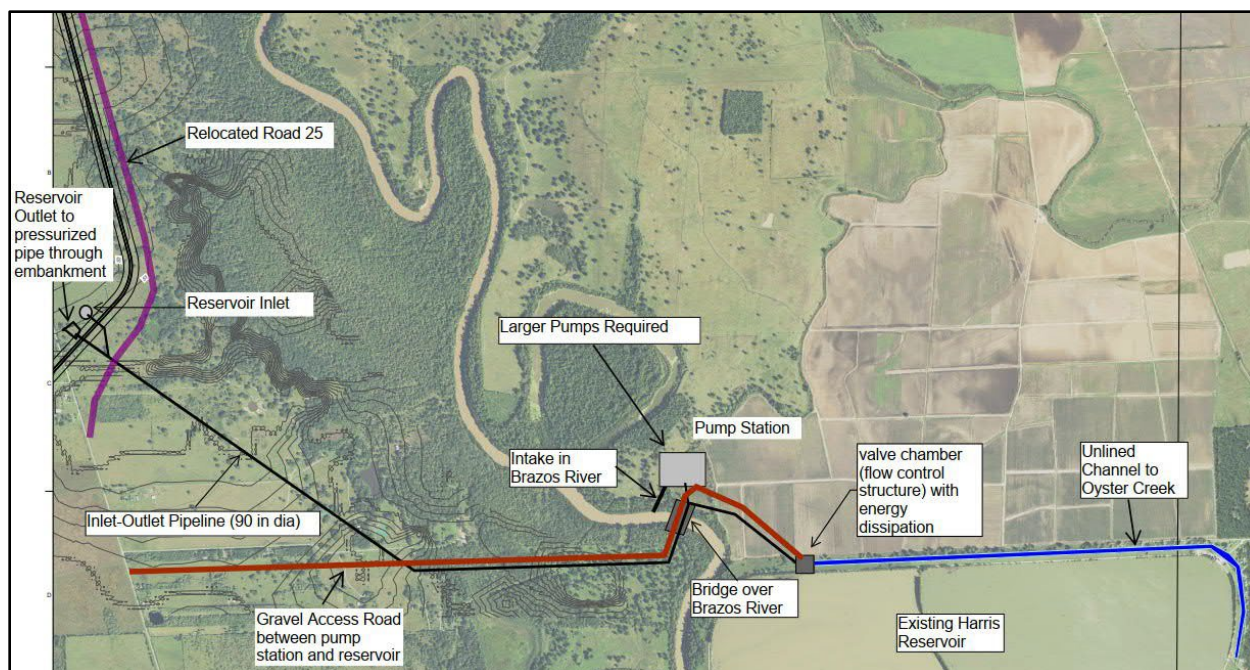 Relocated Road 25
Reservoir
Outlet to
pressurized
pipe through
embankment
Reservoir Inlet
Larger Pumps Required
Pump Station
Intake in
Brazos River
valve chamber
(flow control
structure) with
energy
dissipation
Unlined
Channel to
Oyster Creek
Inlet-Outlet Pipeline (90 in dia)
Bridge over
Brazos River
Gravel Access Road
between pump
station and reservoir
Existing Harris
Reservoir
B
C
D